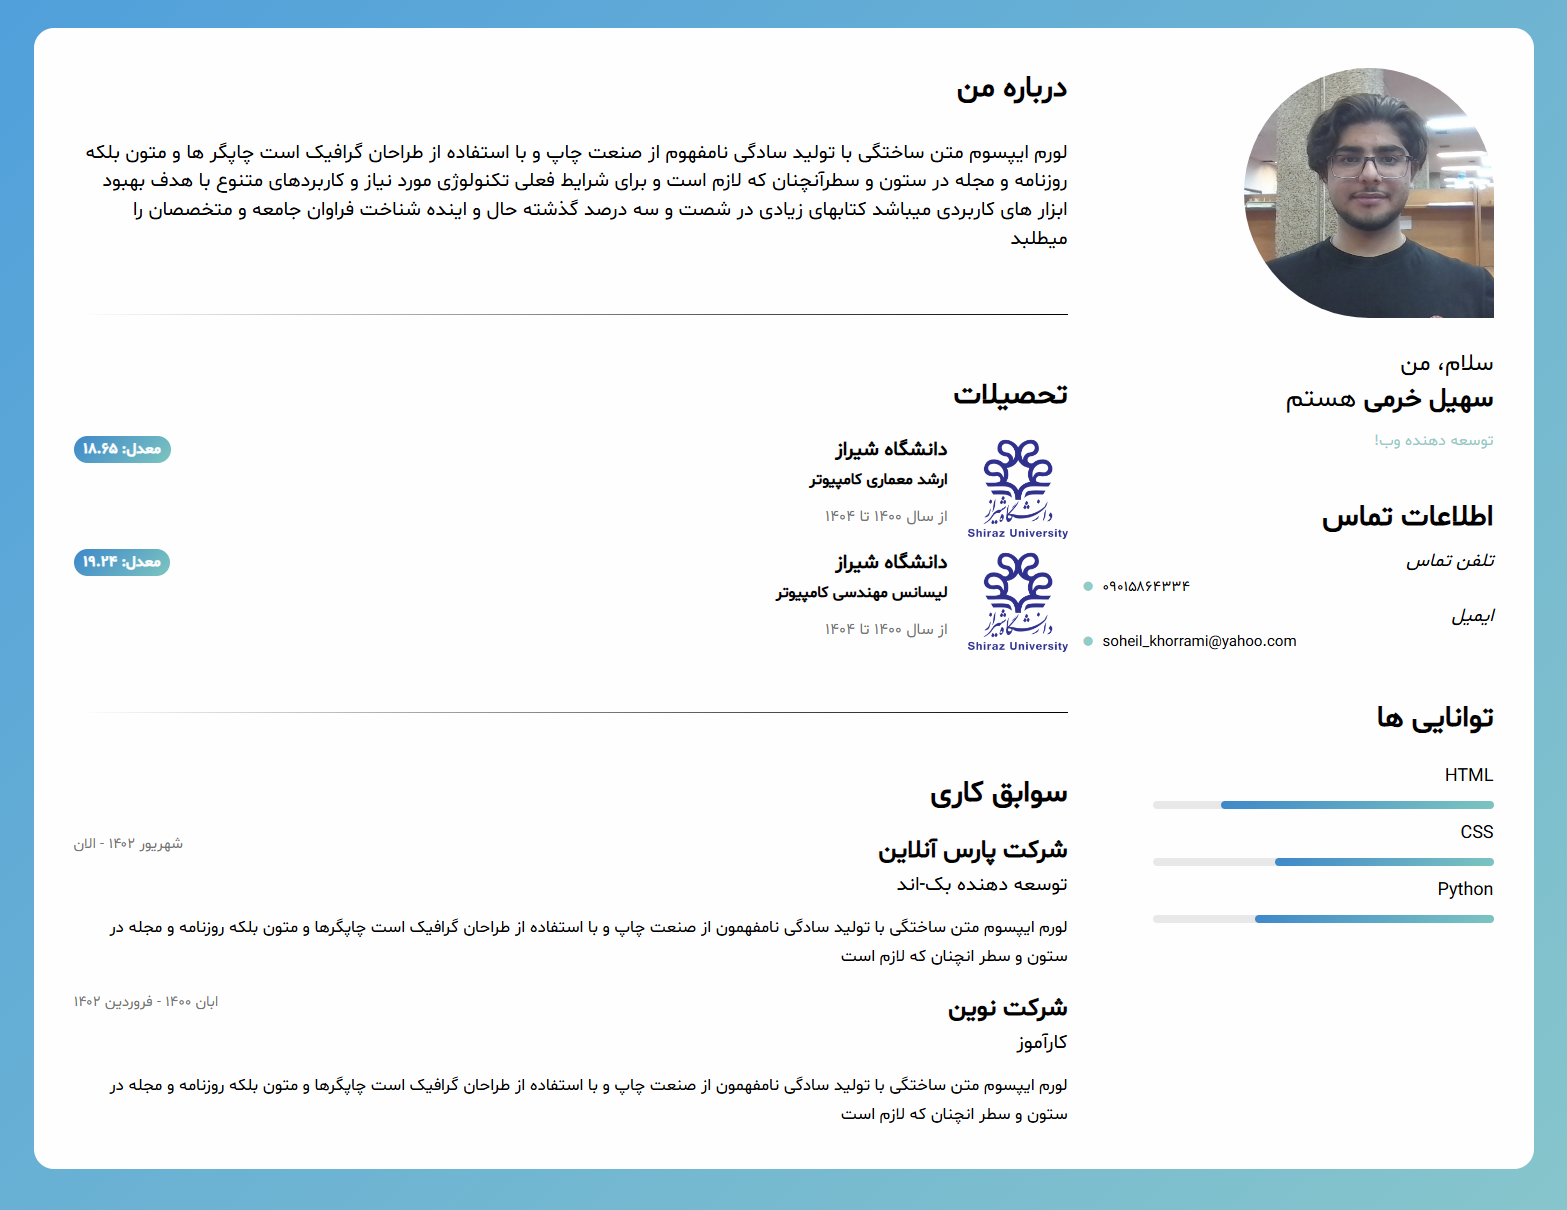 سلام، من
سهیل خرمی هستم
توسعه دهنده وب!
اطلاعات تماس
تلفن تماس
۰۹۰۱۵۸۶۴۳۳۴
ایمیل
soheil_khorrami@yahoo.com
توانایی ها
HTML
CSS
Python
درباره من
لورم ایپسوم متن ساختگی با تولید سادگی نامفهوم از صنعت چاپ و با استفاده از طراحان گرافیک است چاپگر ها و متون بلکه
روزنامه و مجله در ستون و سطرآنچنان که لازم است و برای شرایط فعلی تکنولوژی مورد نیاز و کاربردهای متنوع با هدف بهبود
ابزار های کاربردی میباشد کتابهای زیادی در شصت و سه درصد گذشته حال و اینده شناخت فراوان جامعه و متخصصان را
میطلبد
تحصیلات
دانشگاه شیراز
Shiraz University
دانشگاه شیراز
معدل: ۱۸.۶۵
ارشد معماری کامپیوتر
از سال ۱۴۰۰ تا ۱۴۰۴
دانشگاه شیراز
Shiraz University
دانشگاه شیراز
معدل: ۱۹.۲۴
لیسانس مهندسی کامپیوتر
از سال ۱۴۰۰ تا ۱۴۰۴
سوابق کاری
شرکت پارس آنلاین
شهریور ۱۴۰۲ - الان
توسعه دهنده بک-اند
لورم ایپسوم متن ساختگی با تولید سادگی نامفهمون از صنعت چاپ و با استفاده از طراحان گرافیک است چاپگرها و متون بلکه روزنامه و مجله در
ستون و سطر انچنان که لازم است
شرکت نوین
ابان ۱۴۰۰ - فروردین ۱۴۰۲
کارآموز
لورم ایپسوم متن ساختگی با تولید سادگی نامفهمون از صنعت چاپ و با استفاده از طراحان گرافیک است چاپگرها و متون بلکه روزنامه و مجله در
ستون و سطر انچنان که لازم است